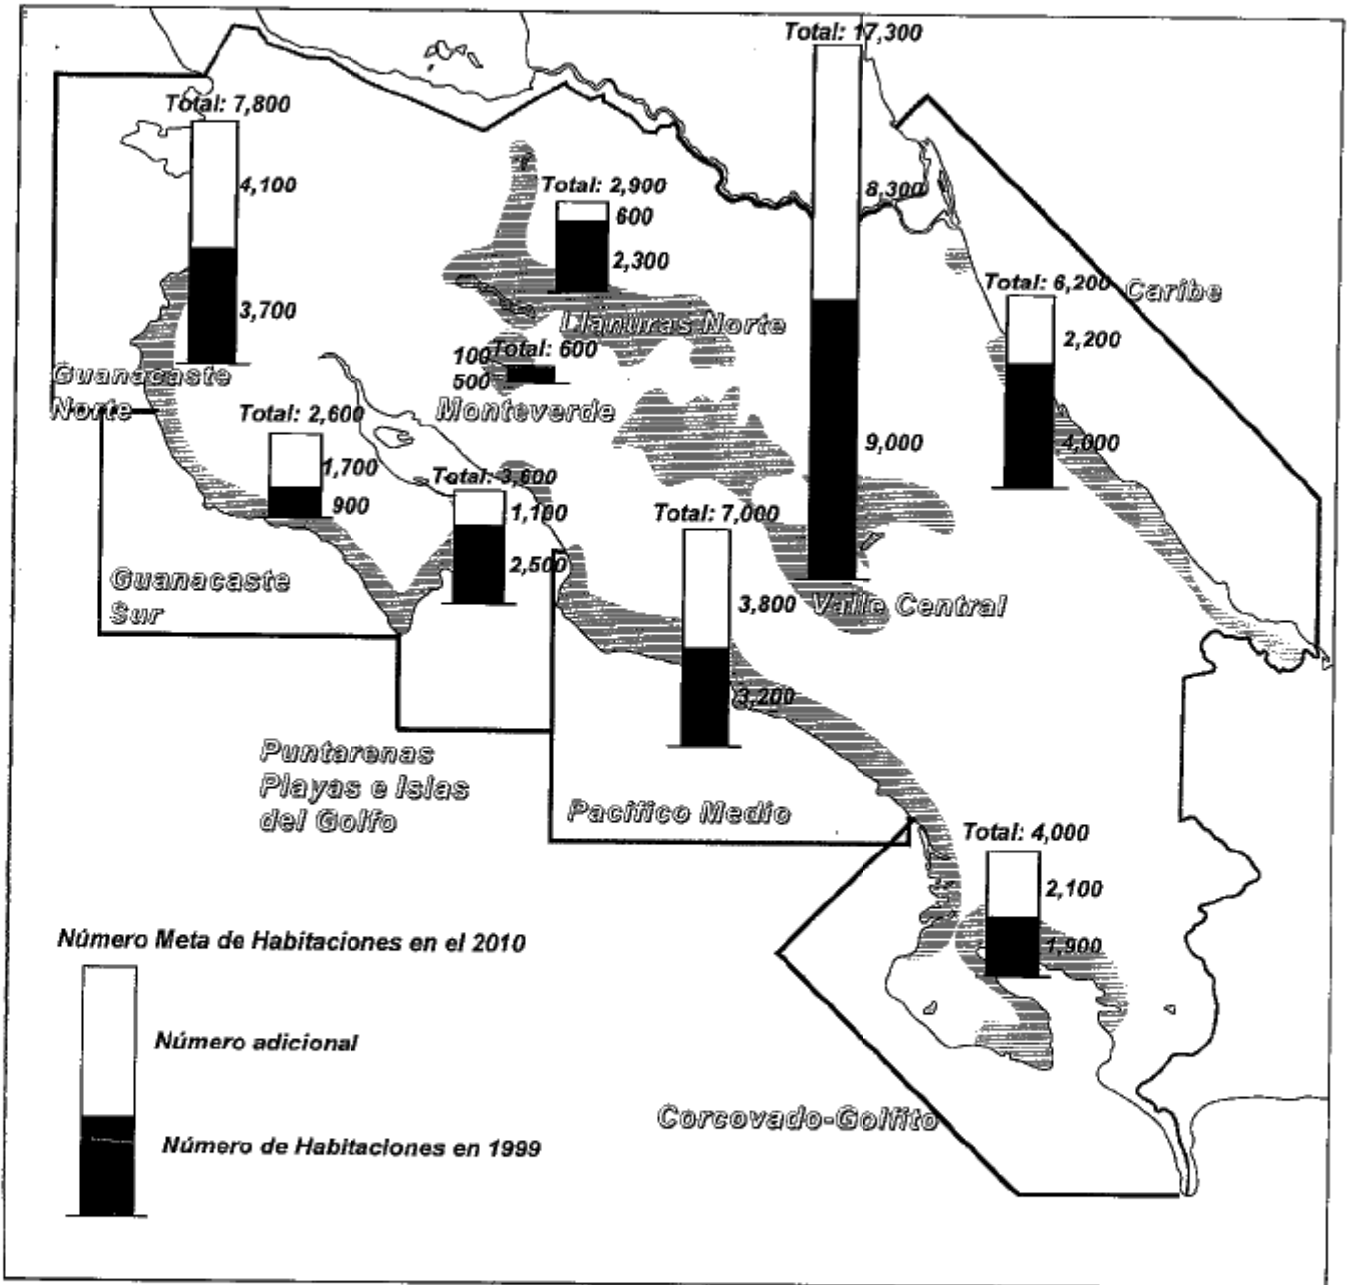 Total: 17,300
8,300
9,000
Valle Central
Total: 7,800
4,100
3,700
Guanacaste
Norte
Total: 2,900
600
2,300
Llanuras Norte
Total: 600
100
500
Monteverde
Total: 6,200
Caribe
2,200
4,000
Total: 2,600
1,700
900
Guanacaste
Sur
Total: 3,600
1,100
2,500
Puntarenas
Playas e Islas
del Golfo
Total: 7,000
3,800
3,200
Pacífico Medio
Total: 4,000
2,100
1,900
Corcovado-Golfito
Número Meta de Habitaciones en el 2010
Número adicional
Número de Habitaciones en 1999